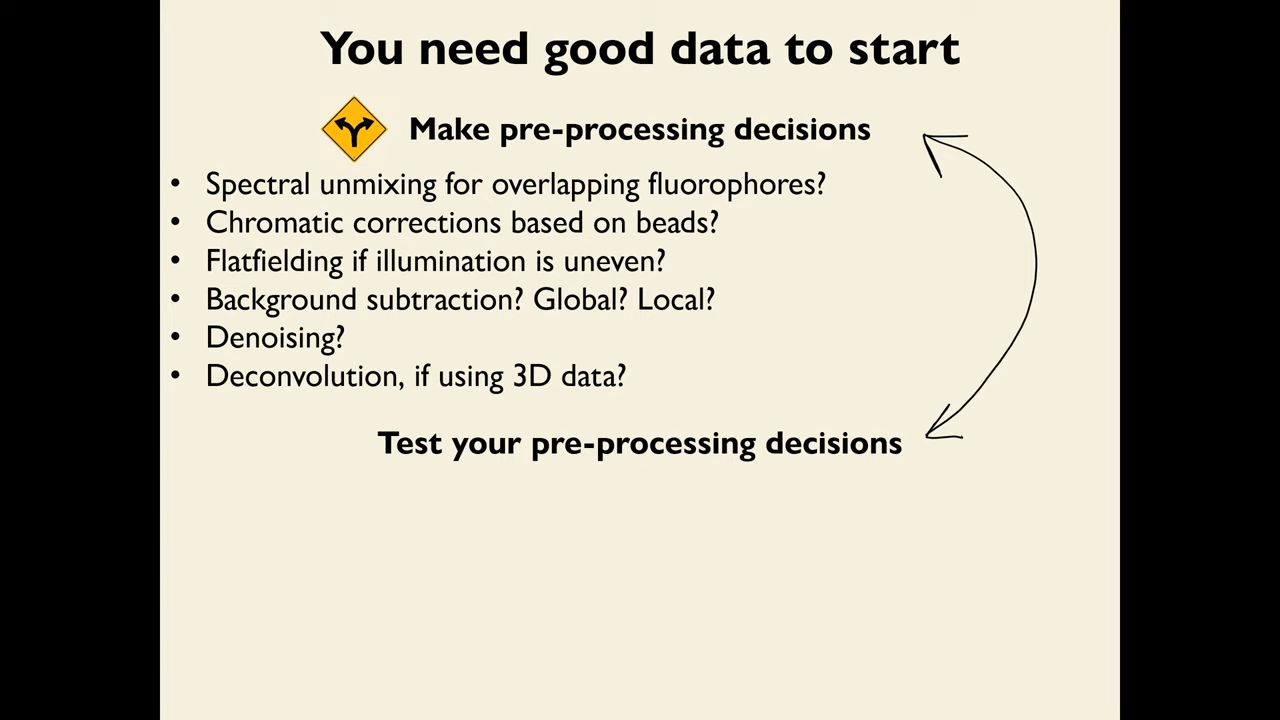 You need good data to start
Make pre-processing decisions
• Spectral unmixing for overlapping fluorophores?
• Chromatic corrections based on beads?
• Flatfielding if illumination is uneven?
• Background subtraction? Global? Local?
• Denoising?
• Deconvolution, if using 3D data?
Test your pre-processing decisions